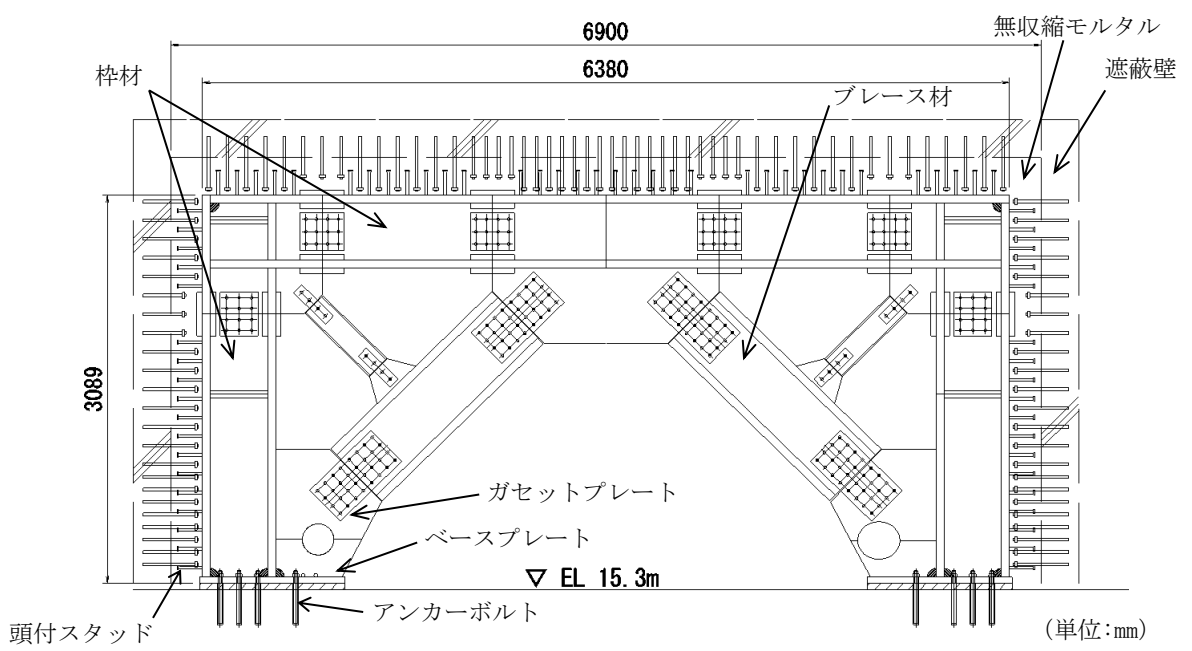 6900
無収縮モルタル
枠材
6380
遮蔽壁
ブレース材
3089
ガセットプレート
ベースプレート
▽ EL 15.3m
アンカーボルト
頭付スタッド
(単位:mm)